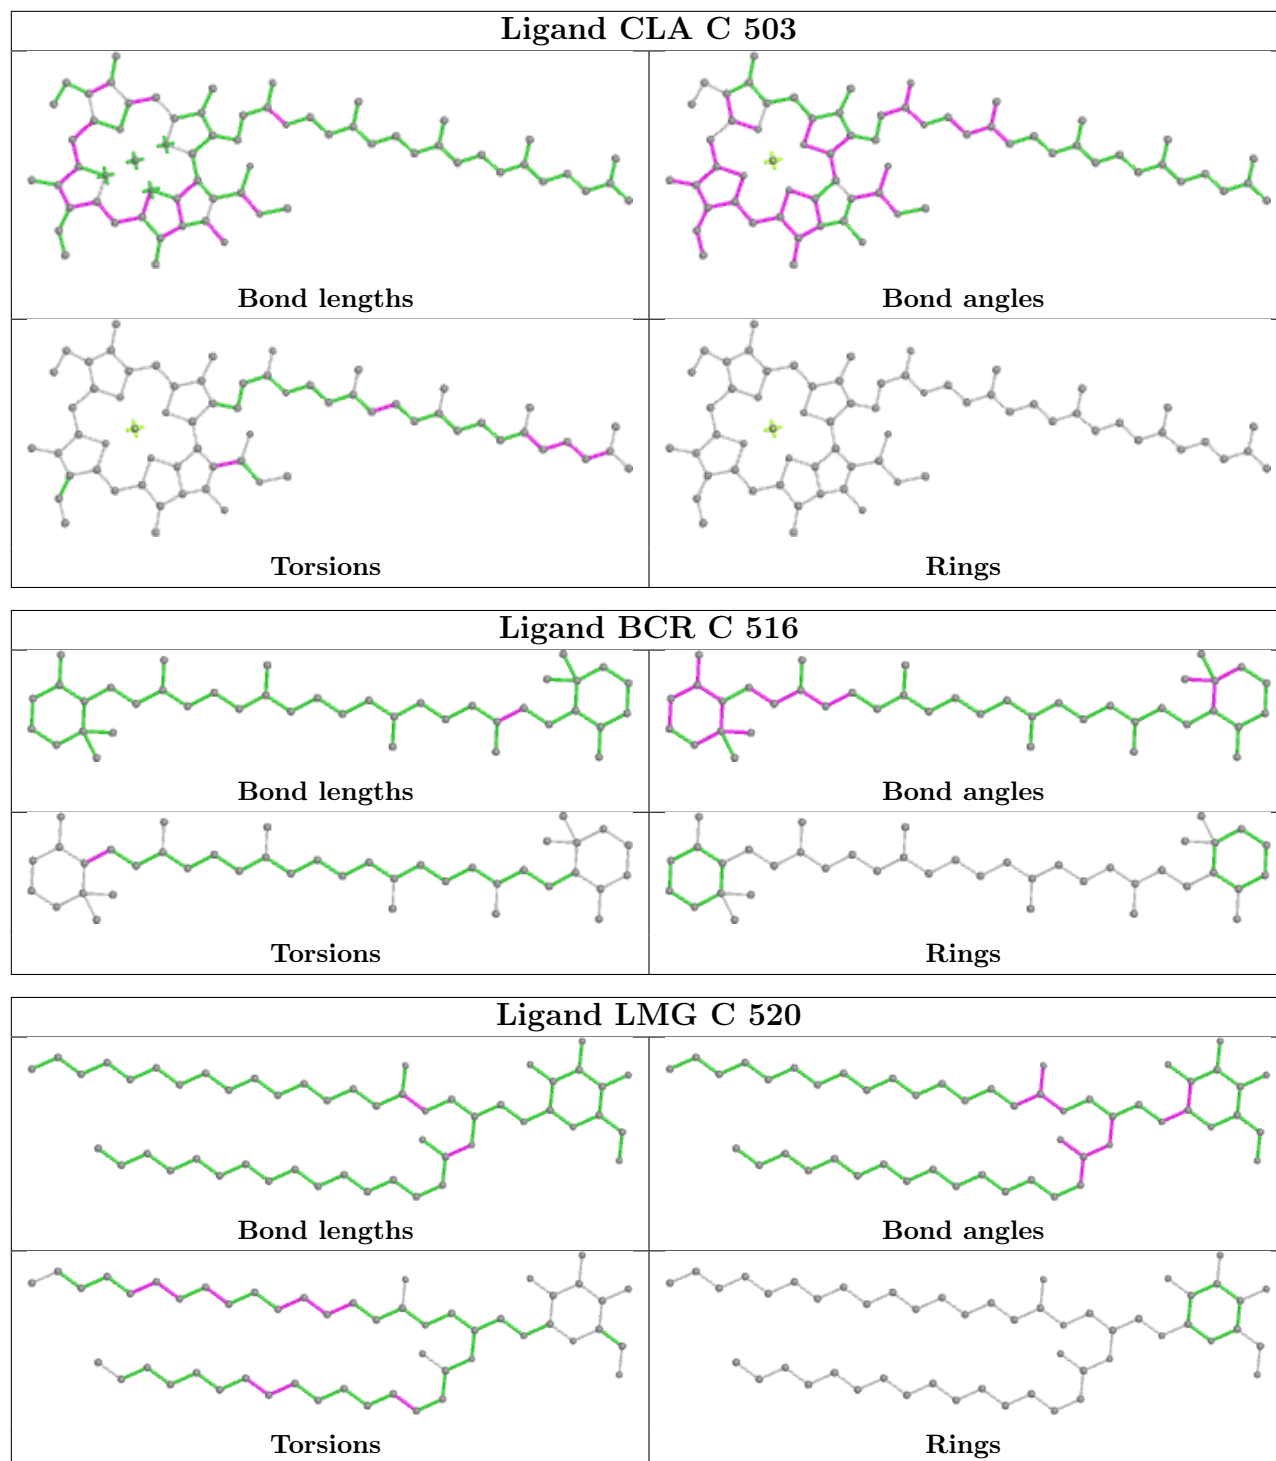 Ligand CLA C 503
Bond lengths
Bond angles
Torsions
Rings
Ligand BCR C 516
Bond lengths
Bond angles
Torsions
Rings
Ligand LMG C 520
Bond lengths
Bond angles
Torsions
Rings